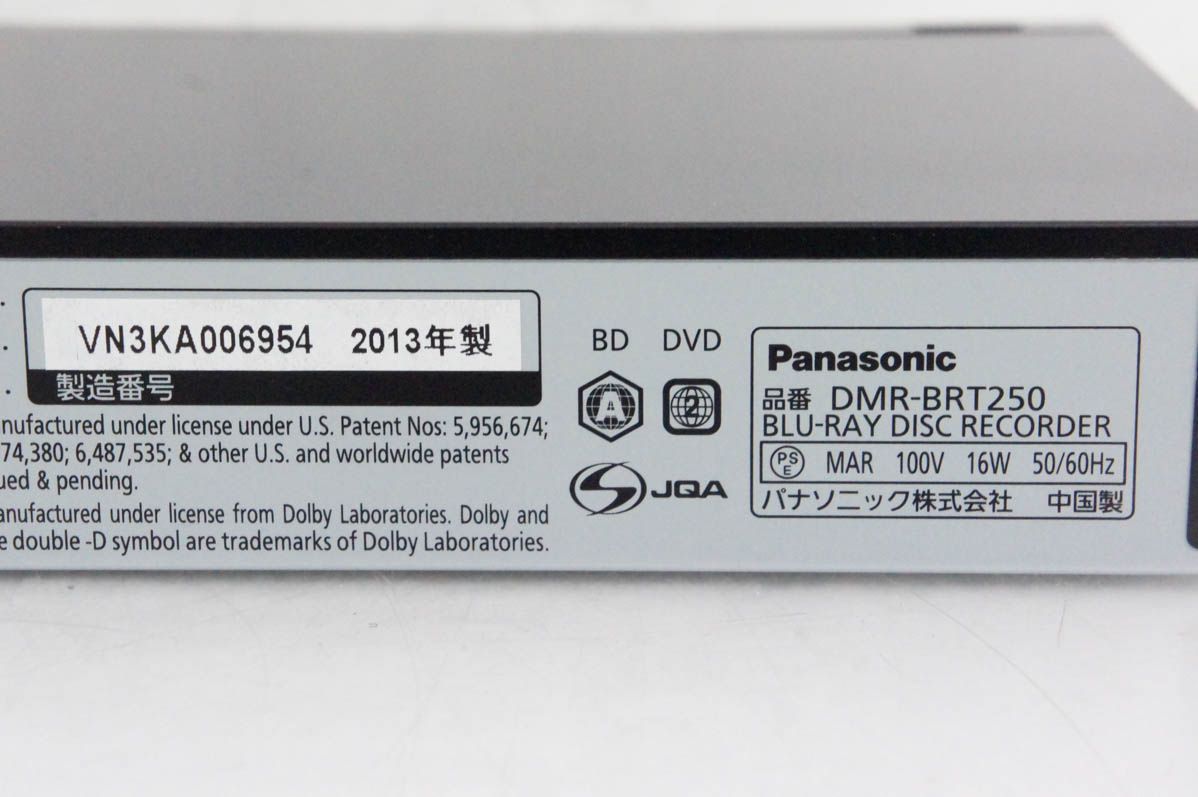 VN3KA006954 2013年製
製造番号
nufactured under license under U.S. Patent Nos: 5,956,674;
74,380; 6,487,535; & other U.S. and worldwide patents
ued & pending.
anufactured under license from Dolby Laboratories. Dolby and
e double -D symbol are trademarks of Dolby Laboratories.
BD DVD
A 2
JQA
Panasonic
品番 DMR-BRT250
BLU-RAY DISC RECORDER
PS E MAR 100V 16W 50/60Hz
パナソニック株式会社 中国製